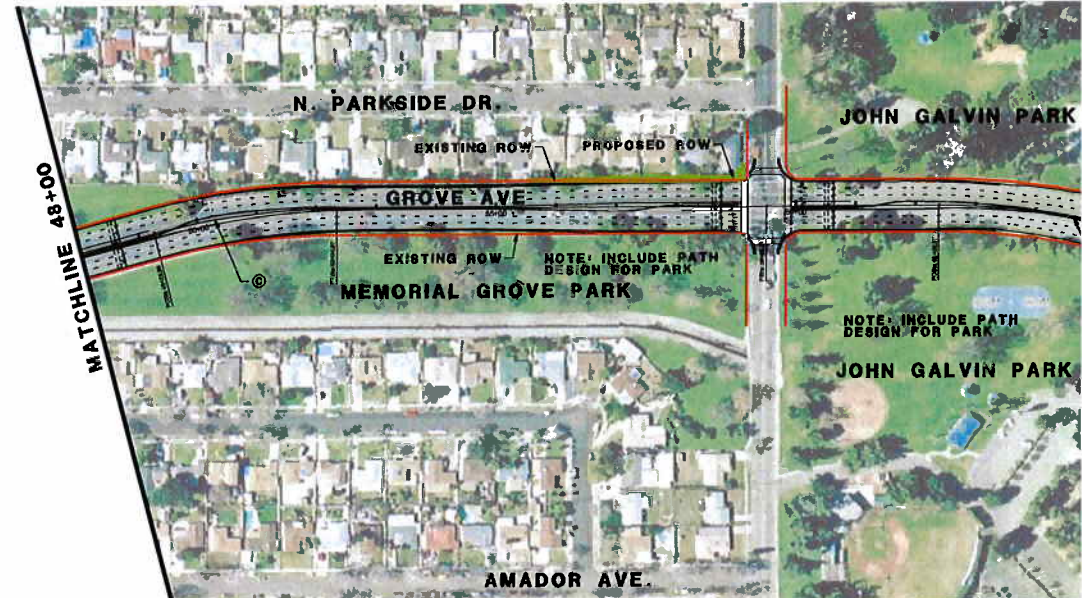 N. PARKSIDE DR.
JOHN GALVIN PARK
EXISTING ROW
PROPOSED ROW
MATCHLINE 48+00
GROVE AVE
EXISTING ROW
NOTE: INCLUDE PATH
DESIGN FOR PARK
MEMORIAL GROVE PARK
NOTE: INCLUDE PATH
DESIGN FOR PARK
JOHN GALVIN PARK
AMADOR AVE.